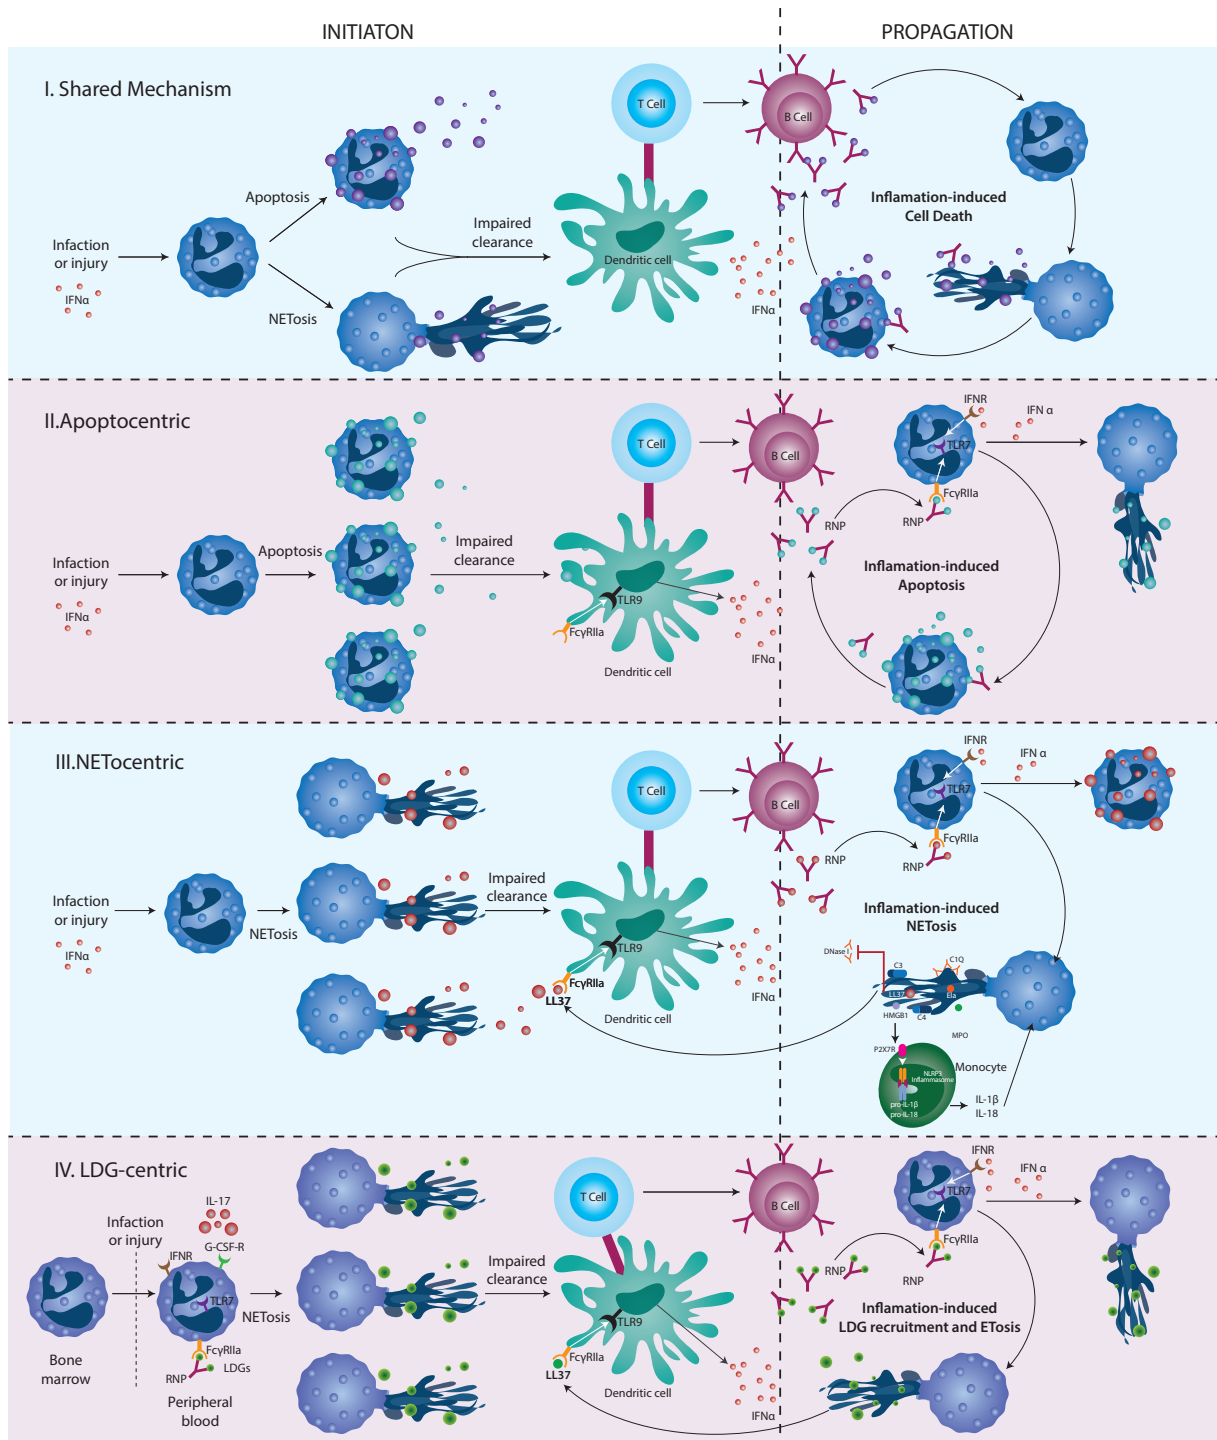 INITIATON
PROPAGATION
I. Shared Mechanism
T Cell
B Cell
Apoptosis
Infaction
or injury
IFNα
Impaired
clearance
Dendritic cell
NETosis
IFNα
Inflamation-induced
Cell Death
II.Apoptocentric
T Cell
B Cell
IFNR
IFN α
TLR7
FcγRIIa
RNP
RNP
Infaction
or injury
IFNα
Apoptosis
Impaired
clearance
TLR9
FcγRIIa
Dendritic cell
IFNα
Inflamation-induced
Apoptosis
III.NETocentric
T Cell
B Cell
IFNR
IFN α
TLR7
FcγRIIa
RNP
RNP
Infaction
or injury
IFNα
NETosis
Impaired
clearance
TLR9
FcγRIIa
LL37
Dendritic cell
IFNα
Inflamation-induced
NETosis
DNase I
C3
C1Q
LL37
Ela
HMGB1
C4
MPO
P2X7R
Monocyte
NLRP3
Inflammasome
pro-IL-1β
pro-IL-18
IL-1β
IL-18
IV. LDG-centric
T Cell
B Cell
IFNR
IFN α
TLR7
FcγRIIa
RNP
RNP
IL-17
Infaction
or injury
G-CSF-R
IFNR
TLR7
NETosis
FcγRIIa
LDGs
RNP
Bone
marrow
Peripheral
blood
Impaired
clearance
TLR9
FcγRIIa
LL37
Dendritic cell
IFNα
Inflamation-induced
LDG recruitment and ETosis